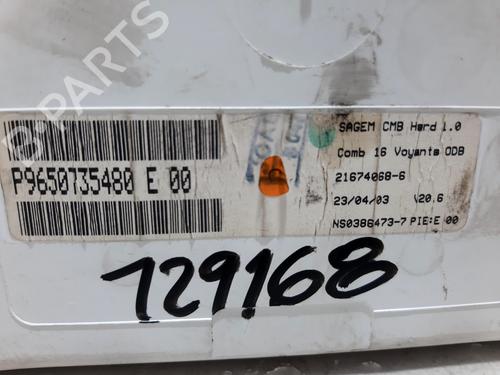 P9650735480 E 00
SAGEM CMB Hard 1.0
Comb 16 Voyants ODB
21674068-6
23/04/03 V20.6
NS0386473-7 PIE:E 00
129168
B-PARTS